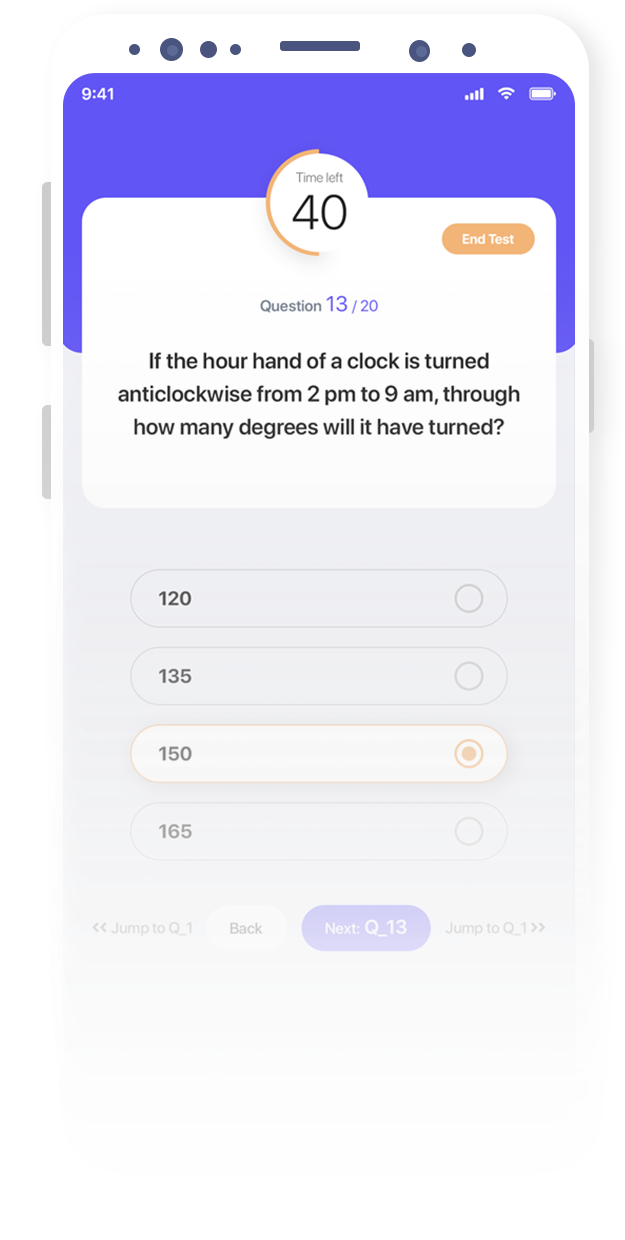 9:41
Time left
40
End Test
Question 13 / 20
If the hour hand of a clock is turned
anticlockwise from 2 pm to 9 am, through
how many degrees will it have turned?
120
135
150
165
<< Jump to Q_1
Back
Next: Q_13
Jump to Q_1 >>